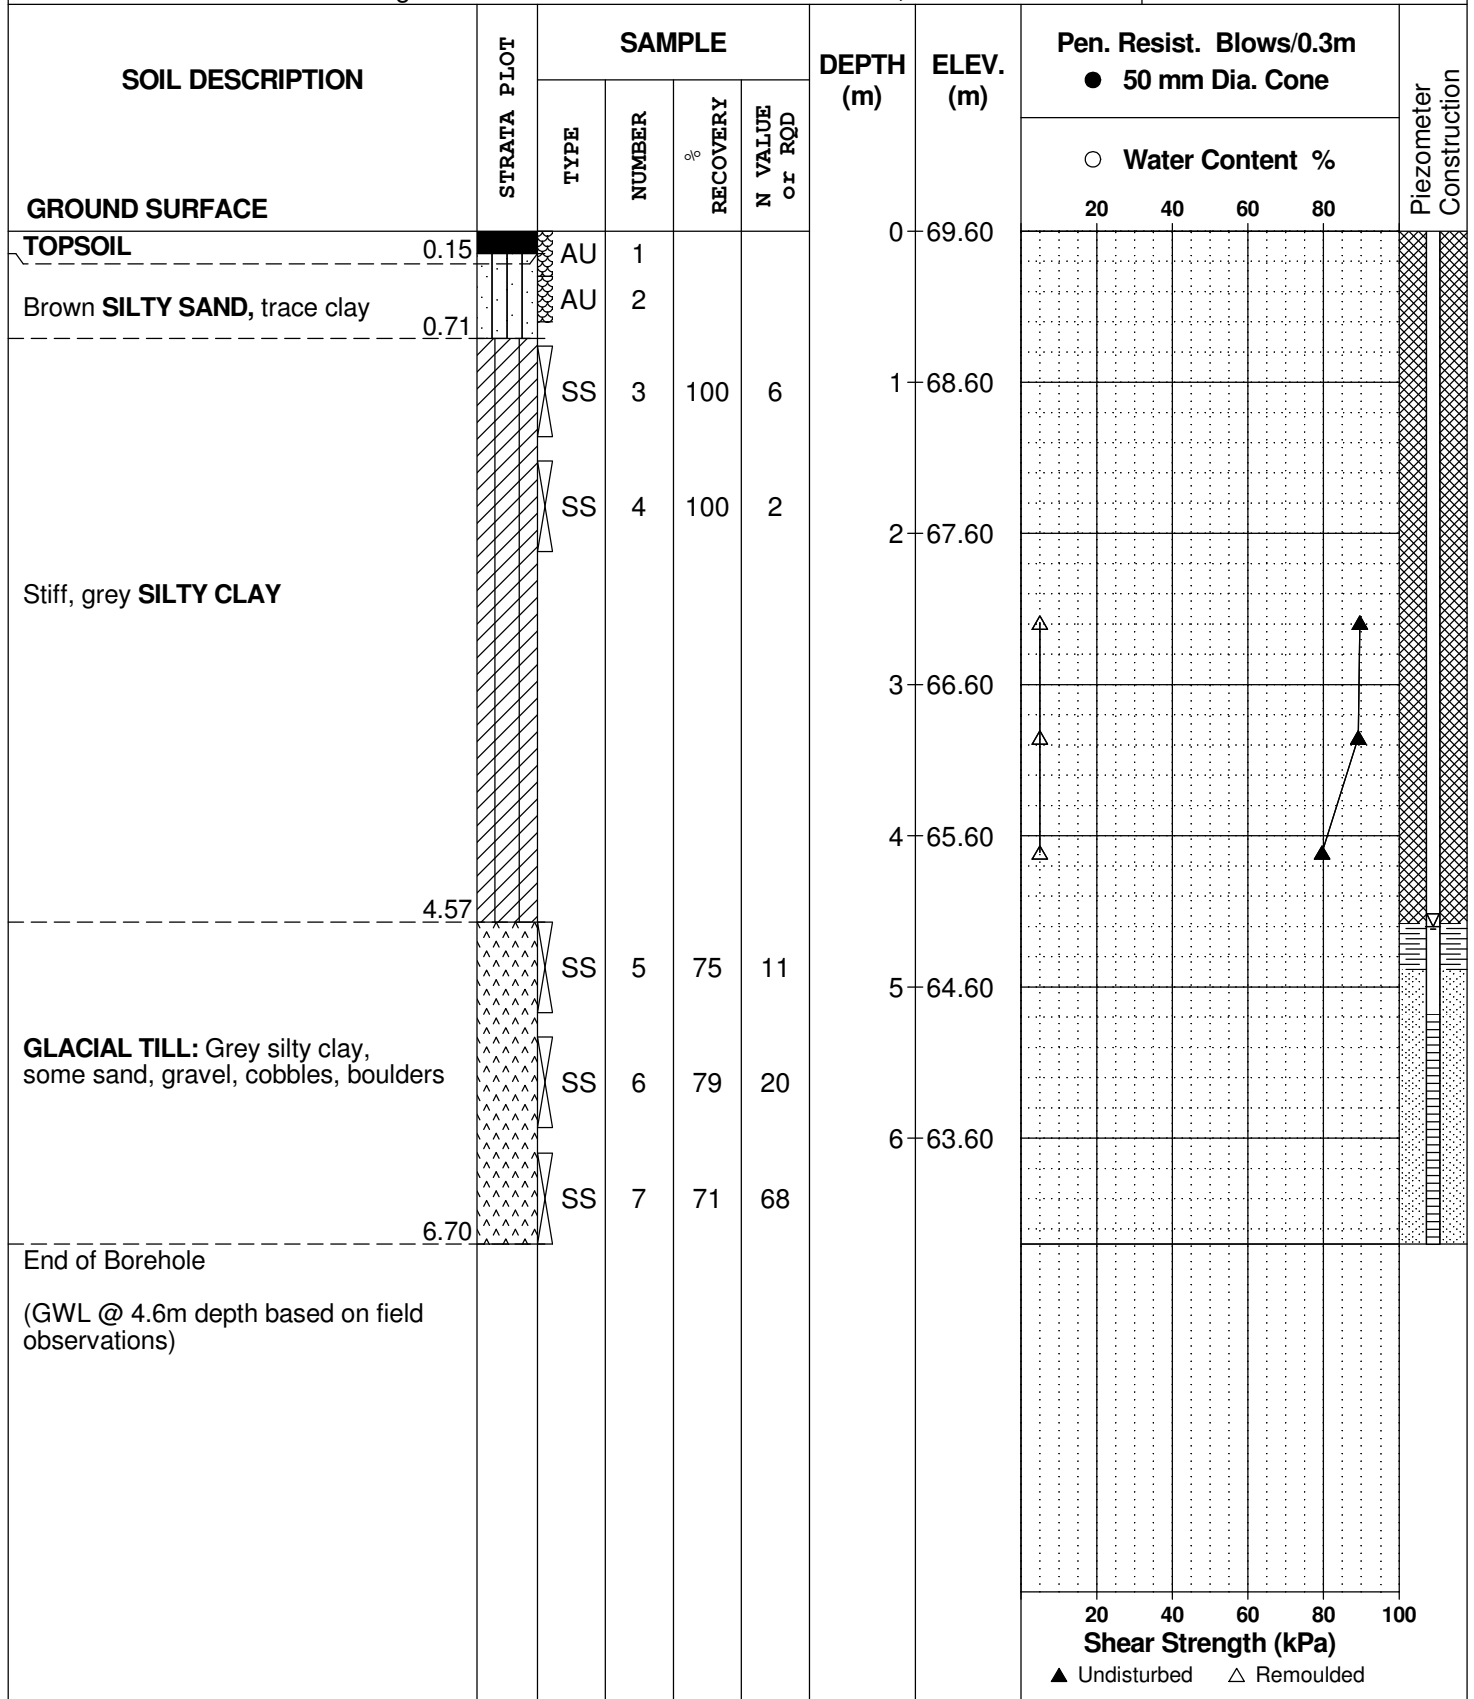 SOIL DESCRIPTION
STRATA PLOT
SAMPLE
TYPE
NUMBER
%
RECOVERY
N VALUE
or RQD
DEPTH
(m)
ELEV.
(m)
Pen. Resist. Blows/0.3m
● 50 mm Dia. Cone
○ Water Content %
20 40 60 80
Piezometer
Construction
GROUND SURFACE
0 69.60
TOPSOIL 0.15
AU 1
Brown SILTY SAND, trace clay
AU 2
0.71
SS 3 100 6
1 68.60
SS 4 100 2
2 67.60
Stiff, grey SILTY CLAY
3 66.60
4 65.60
4.57
SS 5 75 11
5 64.60
GLACIAL TILL: Grey silty clay,
some sand, gravel, cobbles, boulders
SS 6 79 20
6 63.60
SS 7 71 68
6.70
End of Borehole
(GWL @ 4.6m depth based on field
observations)
20 40 60 80 100
Shear Strength (kPa)
▲ Undisturbed △ Remoulded